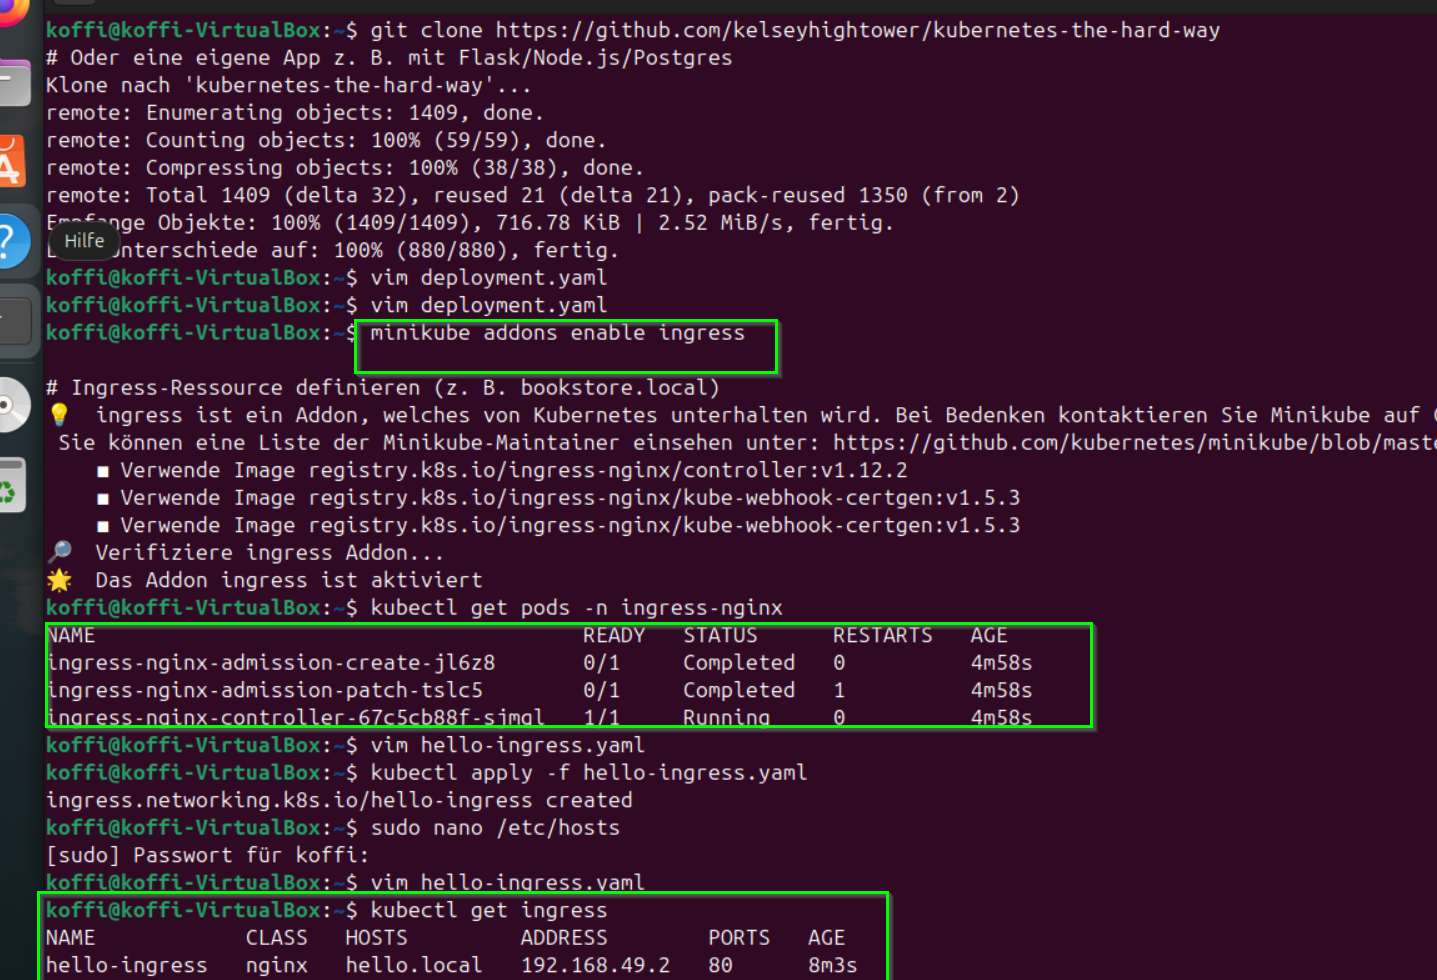 koffi@koffi-VirtualBox:~$ git clone https://github.com/kelseyhightower/kubernetes-the-hard-way
# Oder eine eigene App z. B. mit Flask/Node.js/Postgres
Klone nach 'kubernetes-the-hard-way'...
remote: Enumerating objects: 1409, done.
remote: Counting objects: 100% (59/59), done.
remote: Compressing objects: 100% (38/38), done.
remote: Total 1409 (delta 32), reused 21 (delta 21), pack-reused 1350 (from 2)
Empfange Objekte: 100% (1409/1409), 716.78 KiB | 2.52 MiB/s, fertig.
Hilfe
auf: 100% (880/880), fertig.
koffi@koffi-VirtualBox:~$ vim deployment.yaml
koffi@koffi-VirtualBox:~$ vim deployment.yaml
koffi@koffi-VirtualBox:~$ minikube addons enable ingress
# Ingress-Ressource definieren (z. B. bookstore.local)
💡 ingress ist ein Addon, welches von Kubernetes unterhalten wird. Bei Bedenken kontaktieren Sie Minikube auf
Sie können eine Liste der Minikube-Maintainer einsehen unter: https://github.com/kubernetes/minikube/blob/maste
■ Verwende Image registry.k8s.io/ingress-nginx/controller:v1.12.2
■ Verwende Image registry.k8s.io/ingress-nginx/kube-webhook-certgen:v1.5.3
■ Verwende Image registry.k8s.io/ingress-nginx/kube-webhook-certgen:v1.5.3
🔎 Verifiziere ingress Addon...
🌟 Das Addon ingress ist aktiviert
koffi@koffi-VirtualBox:~$ kubectl get pods -n ingress-nginx
NAME READY STATUS RESTARTS AGE
ingress-nginx-admission-create-jl6z8 0/1 Completed 0 4m58s
ingress-nginx-admission-patch-tslc5 0/1 Completed 1 4m58s
1/1 Running 0 4m58s
koffi@koffi-VirtualBox:~$ vim hello-ingress.yaml
koffi@koffi-VirtualBox:~$ kubectl apply -f hello-ingress.yaml
ingress.networking.k8s.io/hello-ingress created
koffi@koffi-VirtualBox:~$ sudo nano /etc/hosts
[sudo] Passwort für koffi:
koffi@koffi-VirtualBox:~$ vim hello-ingress.yaml
koffi@koffi-VirtualBox:~$ kubectl get ingress
NAME CLASS HOSTS ADDRESS PORTS AGE
hello-ingress nginx hello.local 192.168.49.2 80 8m3s